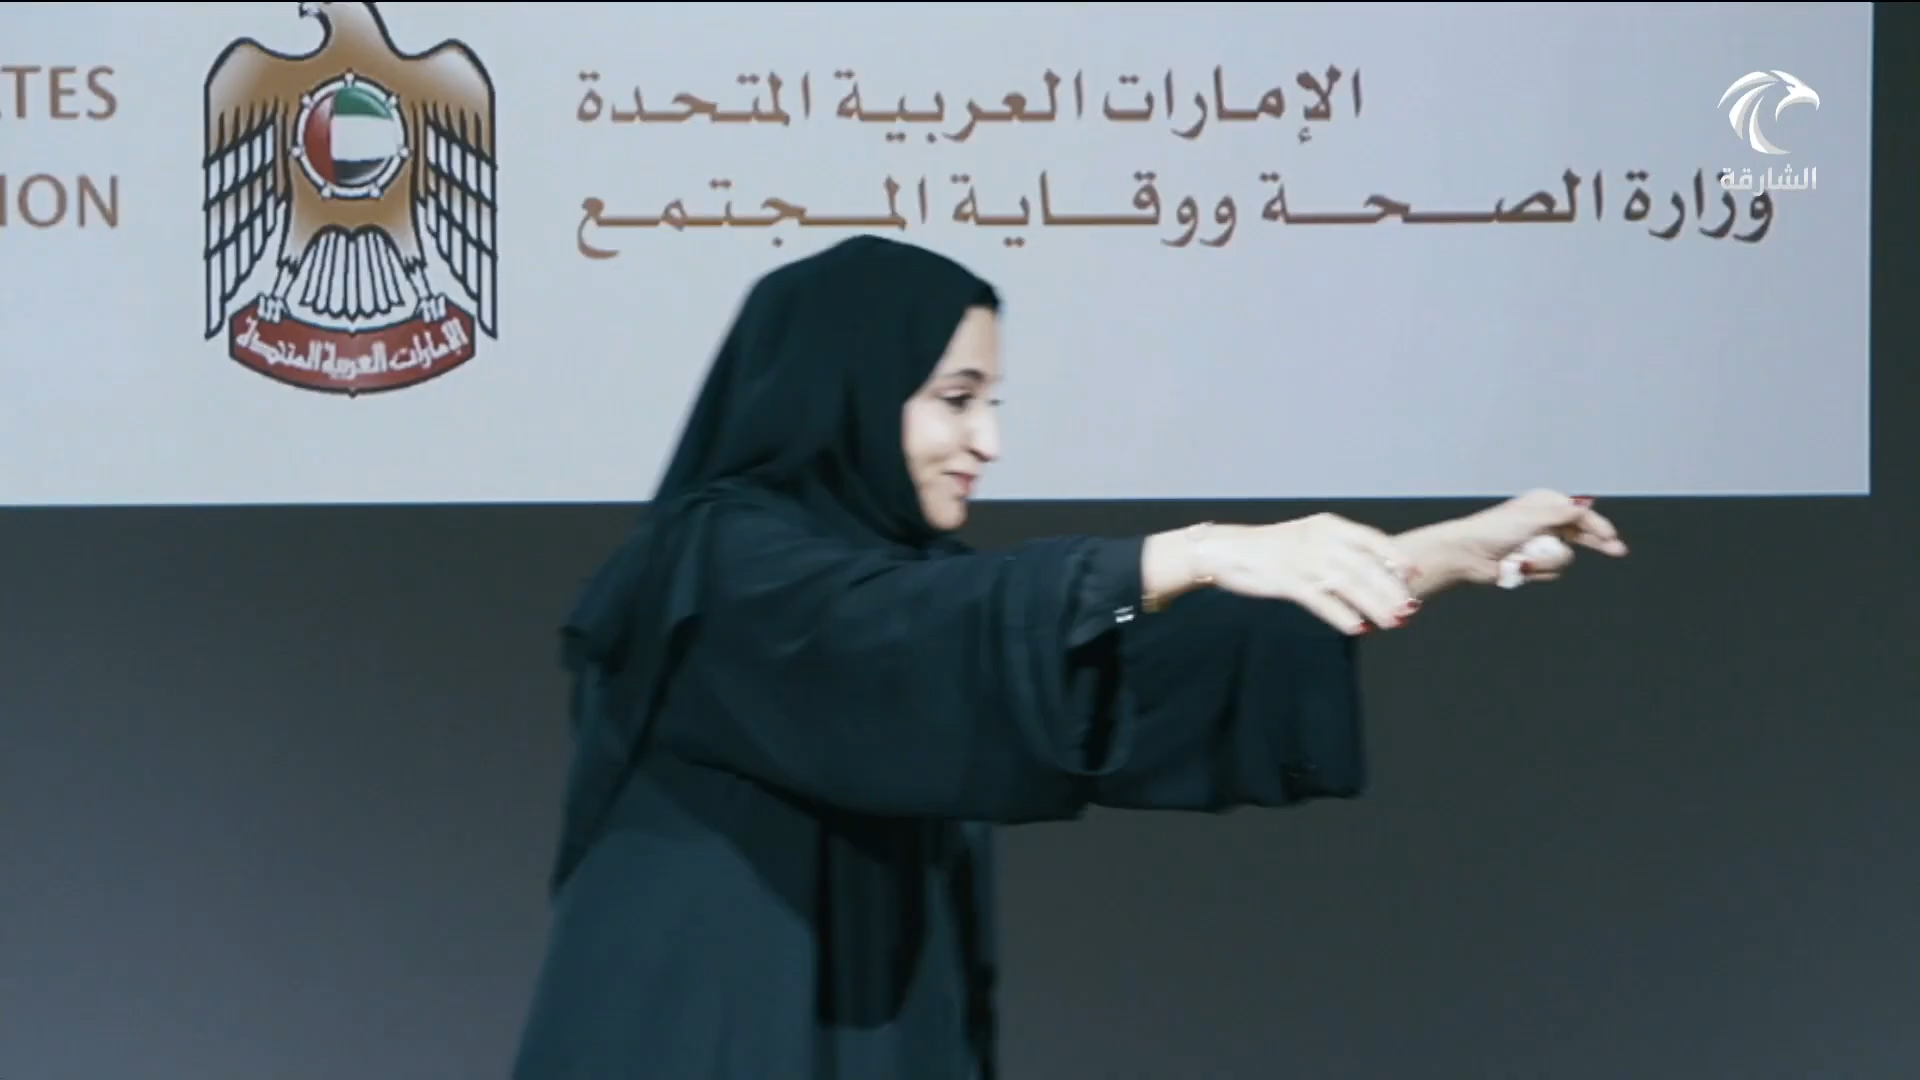 TES
ION
الإمارات العربية المتحدة
وزارة الصحة ووقاية المجتمع
الإمارات العربية المتحدة
الشارقة